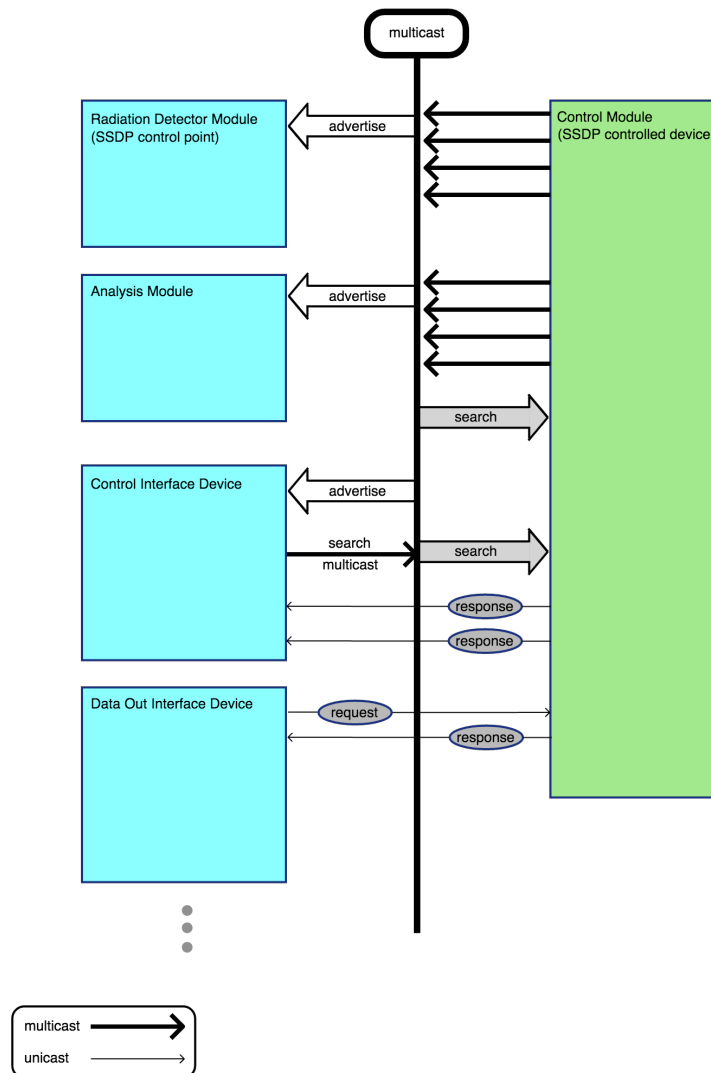 multicast
Radiation Detector Module
(SSDP control point)
advertise
Control Module
(SSDP controlled device
Analysis Module
advertise
search
Control Interface Device
advertise
search
multicast
search
response
response
Data Out Interface Device
request
response
multicast
unicast